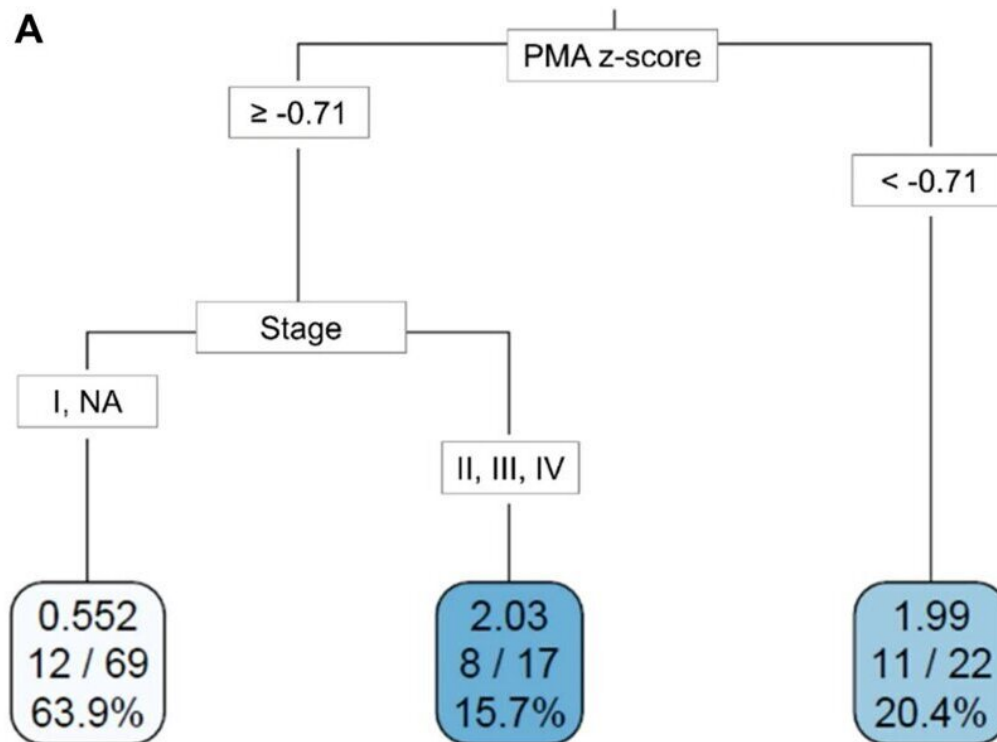 A
PMA z-score
≥ -0.71
< -0.71
Stage
I, NA
II, III, IV
0.552
12 / 69
63.9%
2.03
8 / 17
15.7%
1.99
11 / 22
20.4%